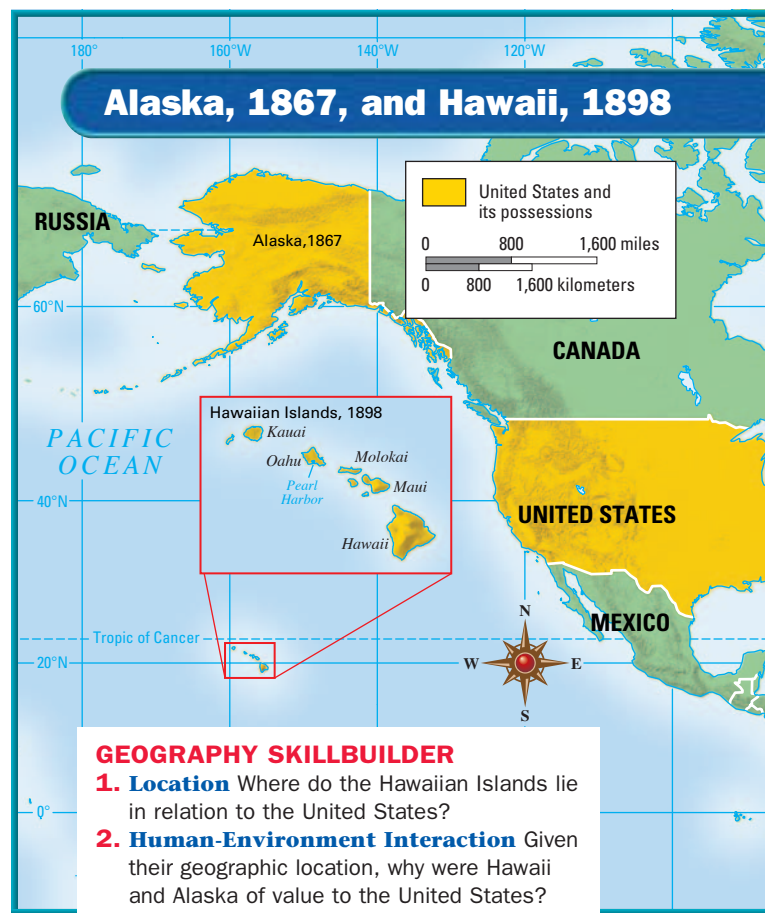 180°
160°W
140°W
120°W
Alaska, 1867, and Hawaii, 1898
United States and
its possessions
0 800 1,600 miles
0 800 1,600 kilometers
RUSSIA
Alaska,1867
60°N
CANADA
Hawaiian Islands, 1898
Kauai
Oahu
Molokai
Pearl
Harbor
Maui
Hawaii
PACIFIC
OCEAN
40°N
UNITED STATES
MEXICO
N
W E
S
Tropic of Cancer
20°N
0°
GEOGRAPHY SKILLBUILDER
1. Location Where do the Hawaiian Islands lie
in relation to the United States?
2. Human-Environment Interaction Given
their geographic location, why were Hawaii
and Alaska of value to the United States?